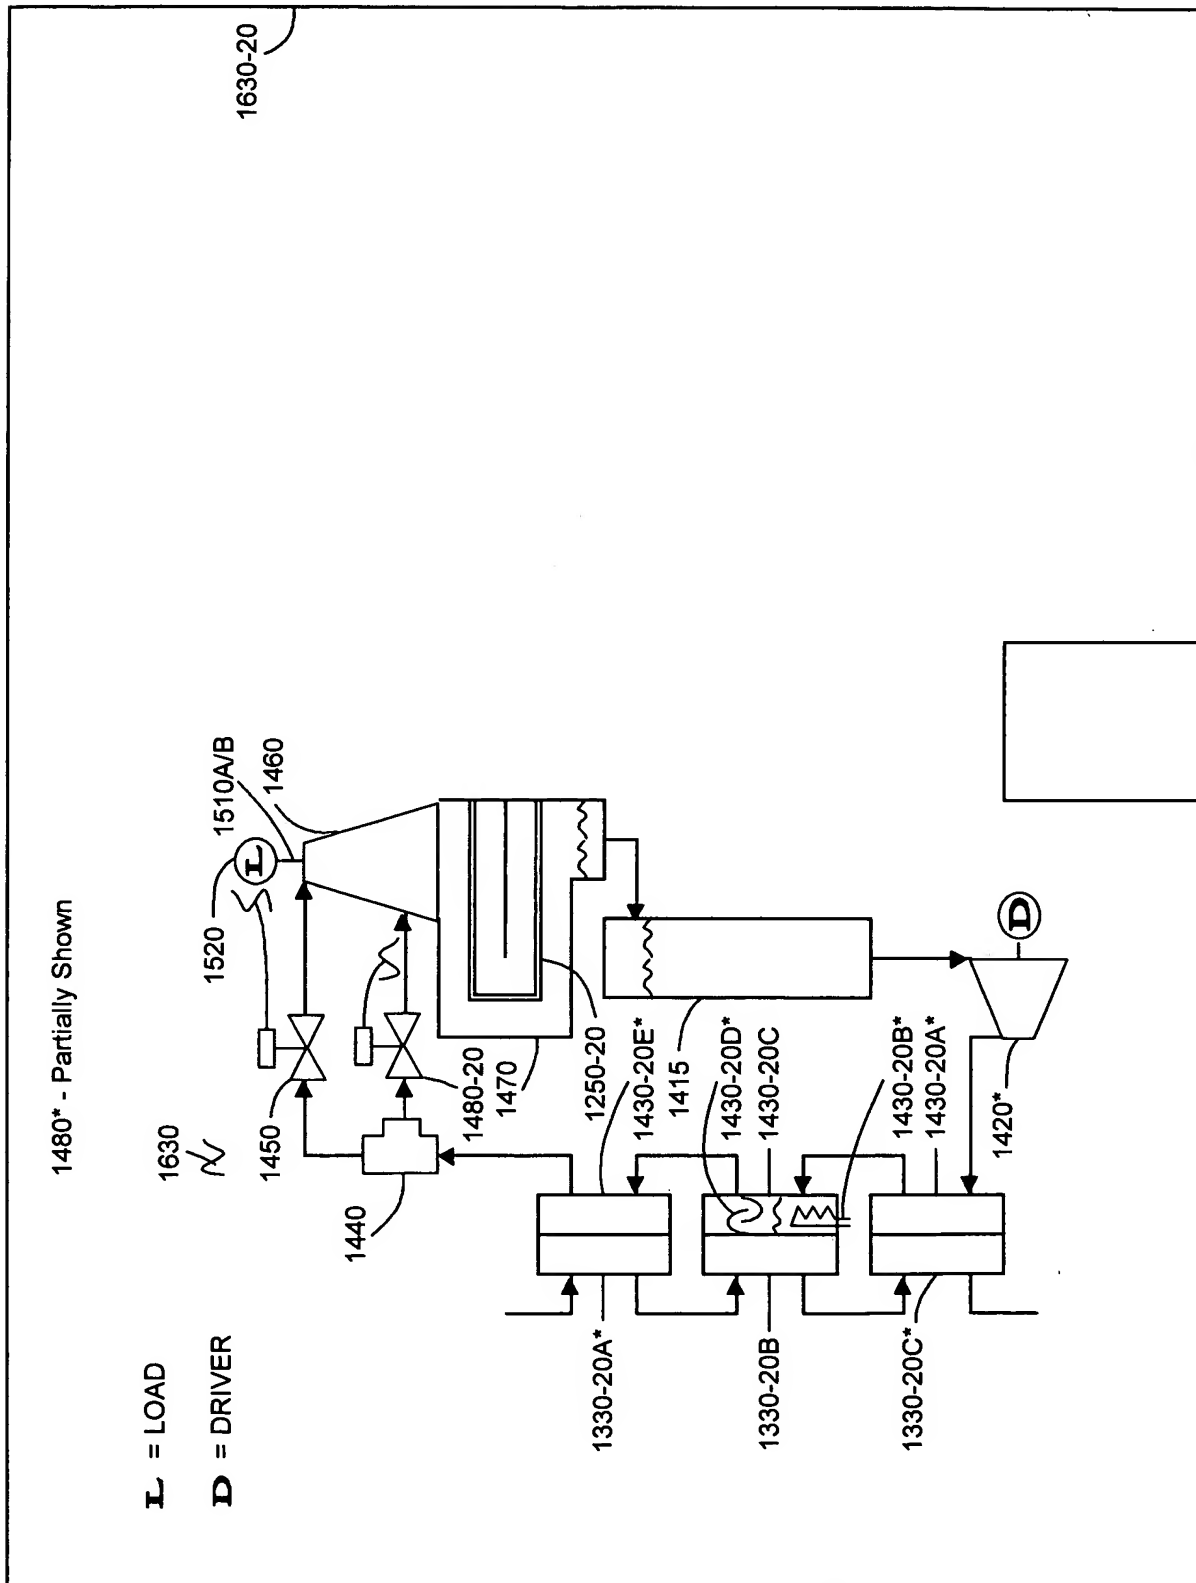 1480* - Partially Shown
L = LOAD
D = DRIVER
1630
1630-20
1520
1510A/B
1460
1450
1440
1480-20
1470
1250-20
1415
1330-20A*
1430-20E*
1430-20D*
1430-20C
1330-20B
1430-20B*
1430-20A*
1330-20C*
1420*
L
D